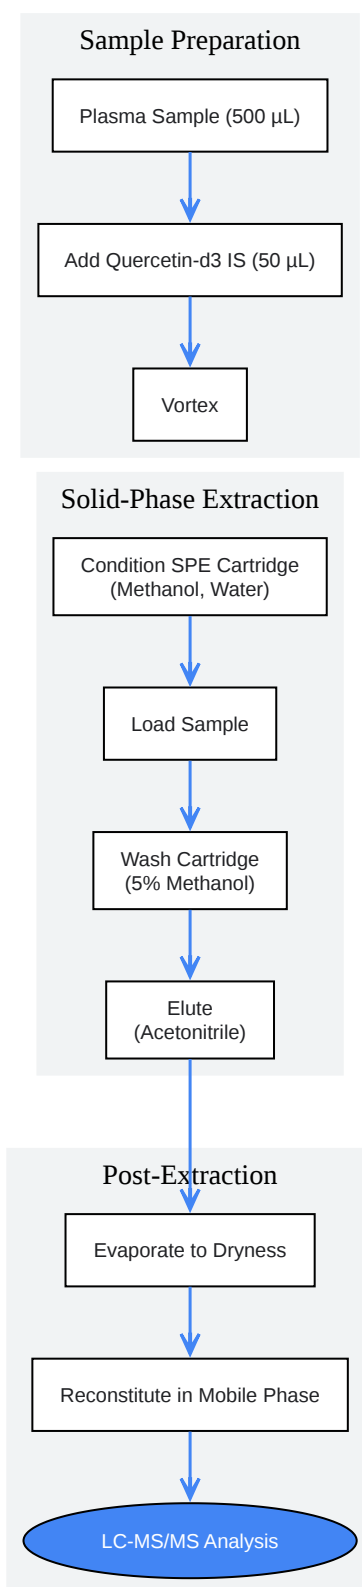 Sample Preparation
Plasma Sample (500 µL)
Add Quercetin-d3 IS (50 µL)
Vortex
Solid-Phase Extraction
Condition SPE Cartridge
(Methanol, Water)
Load Sample
Wash Cartridge
(5% Methanol)
Elute
(Acetonitrile)
Post-Extraction
Evaporate to Dryness
Reconstitute in Mobile Phase
LC-MS/MS Analysis